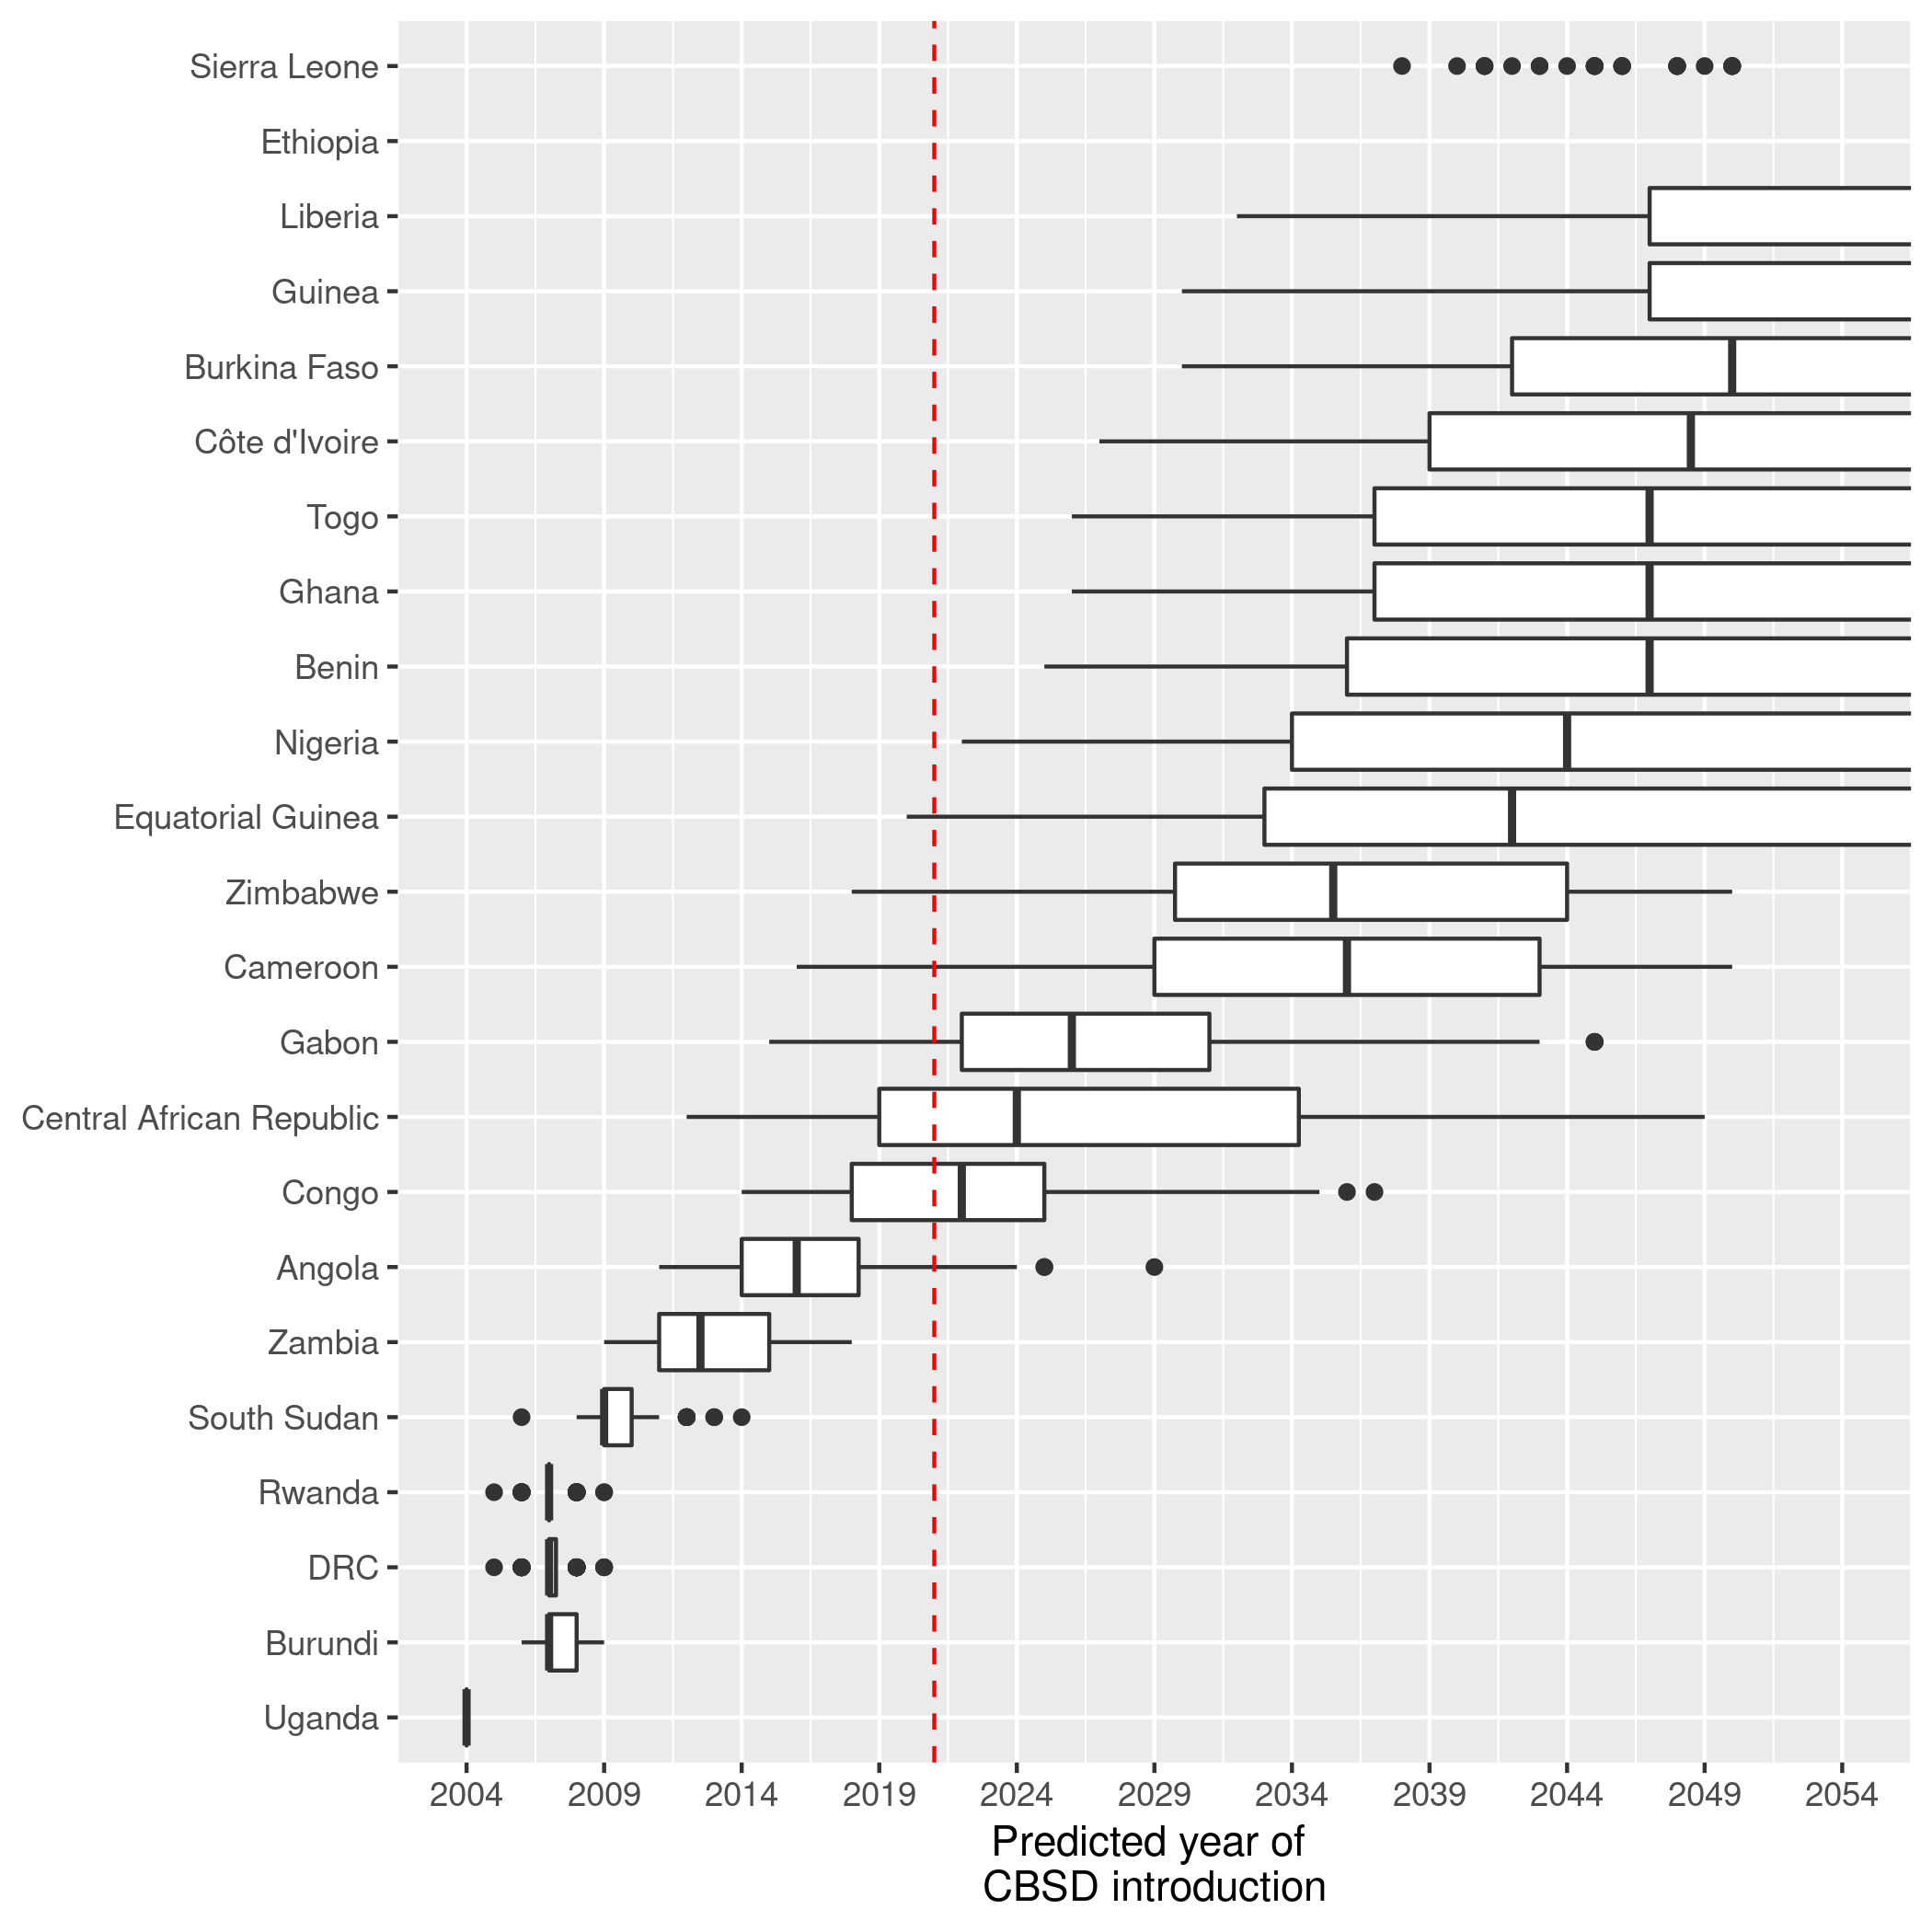 Sierra Leone
Ethiopia
Liberia
Guinea
Burkina Faso
Côte d'Ivoire
Togo
Ghana
Benin
Nigeria
Equatorial Guinea
Zimbabwe
Cameroon
Gabon
Central African Republic
Congo
Angola
Zambia
South Sudan
Rwanda
DRC
Burundi
Uganda
2004 2009 2014 2019 2024 2029 2034 2039 2044 2049 2054
Predicted year of
CBSD introduction